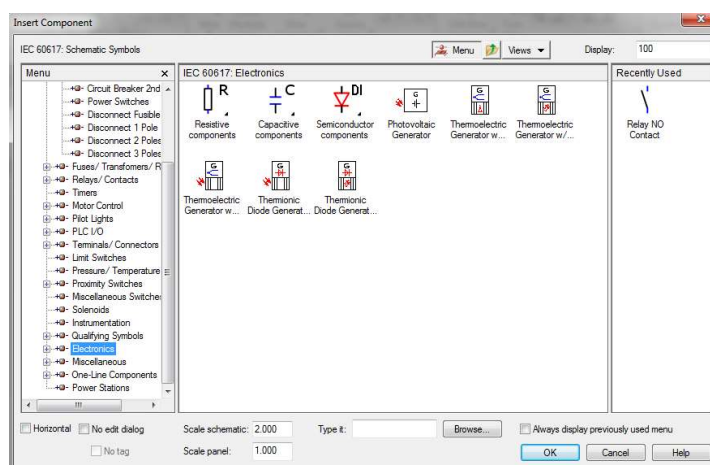 Insert Component
IEC 60617: Schematic Symbols
Menu
Views
Display:
100
Menu
x
Circuit Breaker 2nd
Power Switches
Disconnect Fusible
Disconnect 1 Pole
Disconnect 2 Poles
Disconnect 3 Poles
Fuses/ Transfomers/ R
Relays/ Contacts
Timers
Motor Control
Pilot Lights
PLC I/O
Terminals/ Connectors
Limit Switches
Pressure/ Temperature
Proximity Switches
Miscellaneous Switches
Solenoids
Instrumentation
Qualifying Symbols
Electronics
Miscellaneous
One-Line Components
Power Stations
IEC 60617: Electronics
R
C
DI
G
G
G
Resistive components
Capacitive components
Semiconductor components
Photovoltaic Generator
Thermoelectric Generator w...
Thermoelectric Generator w/...
G
G
G
Thermoelectric Generator w...
Thermionic Diode Generat...
Thermionic Diode Generat...
Recently Used
Relay NO Contact
Horizontal
No edit dialog
No tag
Scale schematic: 2.000
Scale panel: 1.000
Type it:
Browse...
Always display previously used menu
OK
Cancel
Help